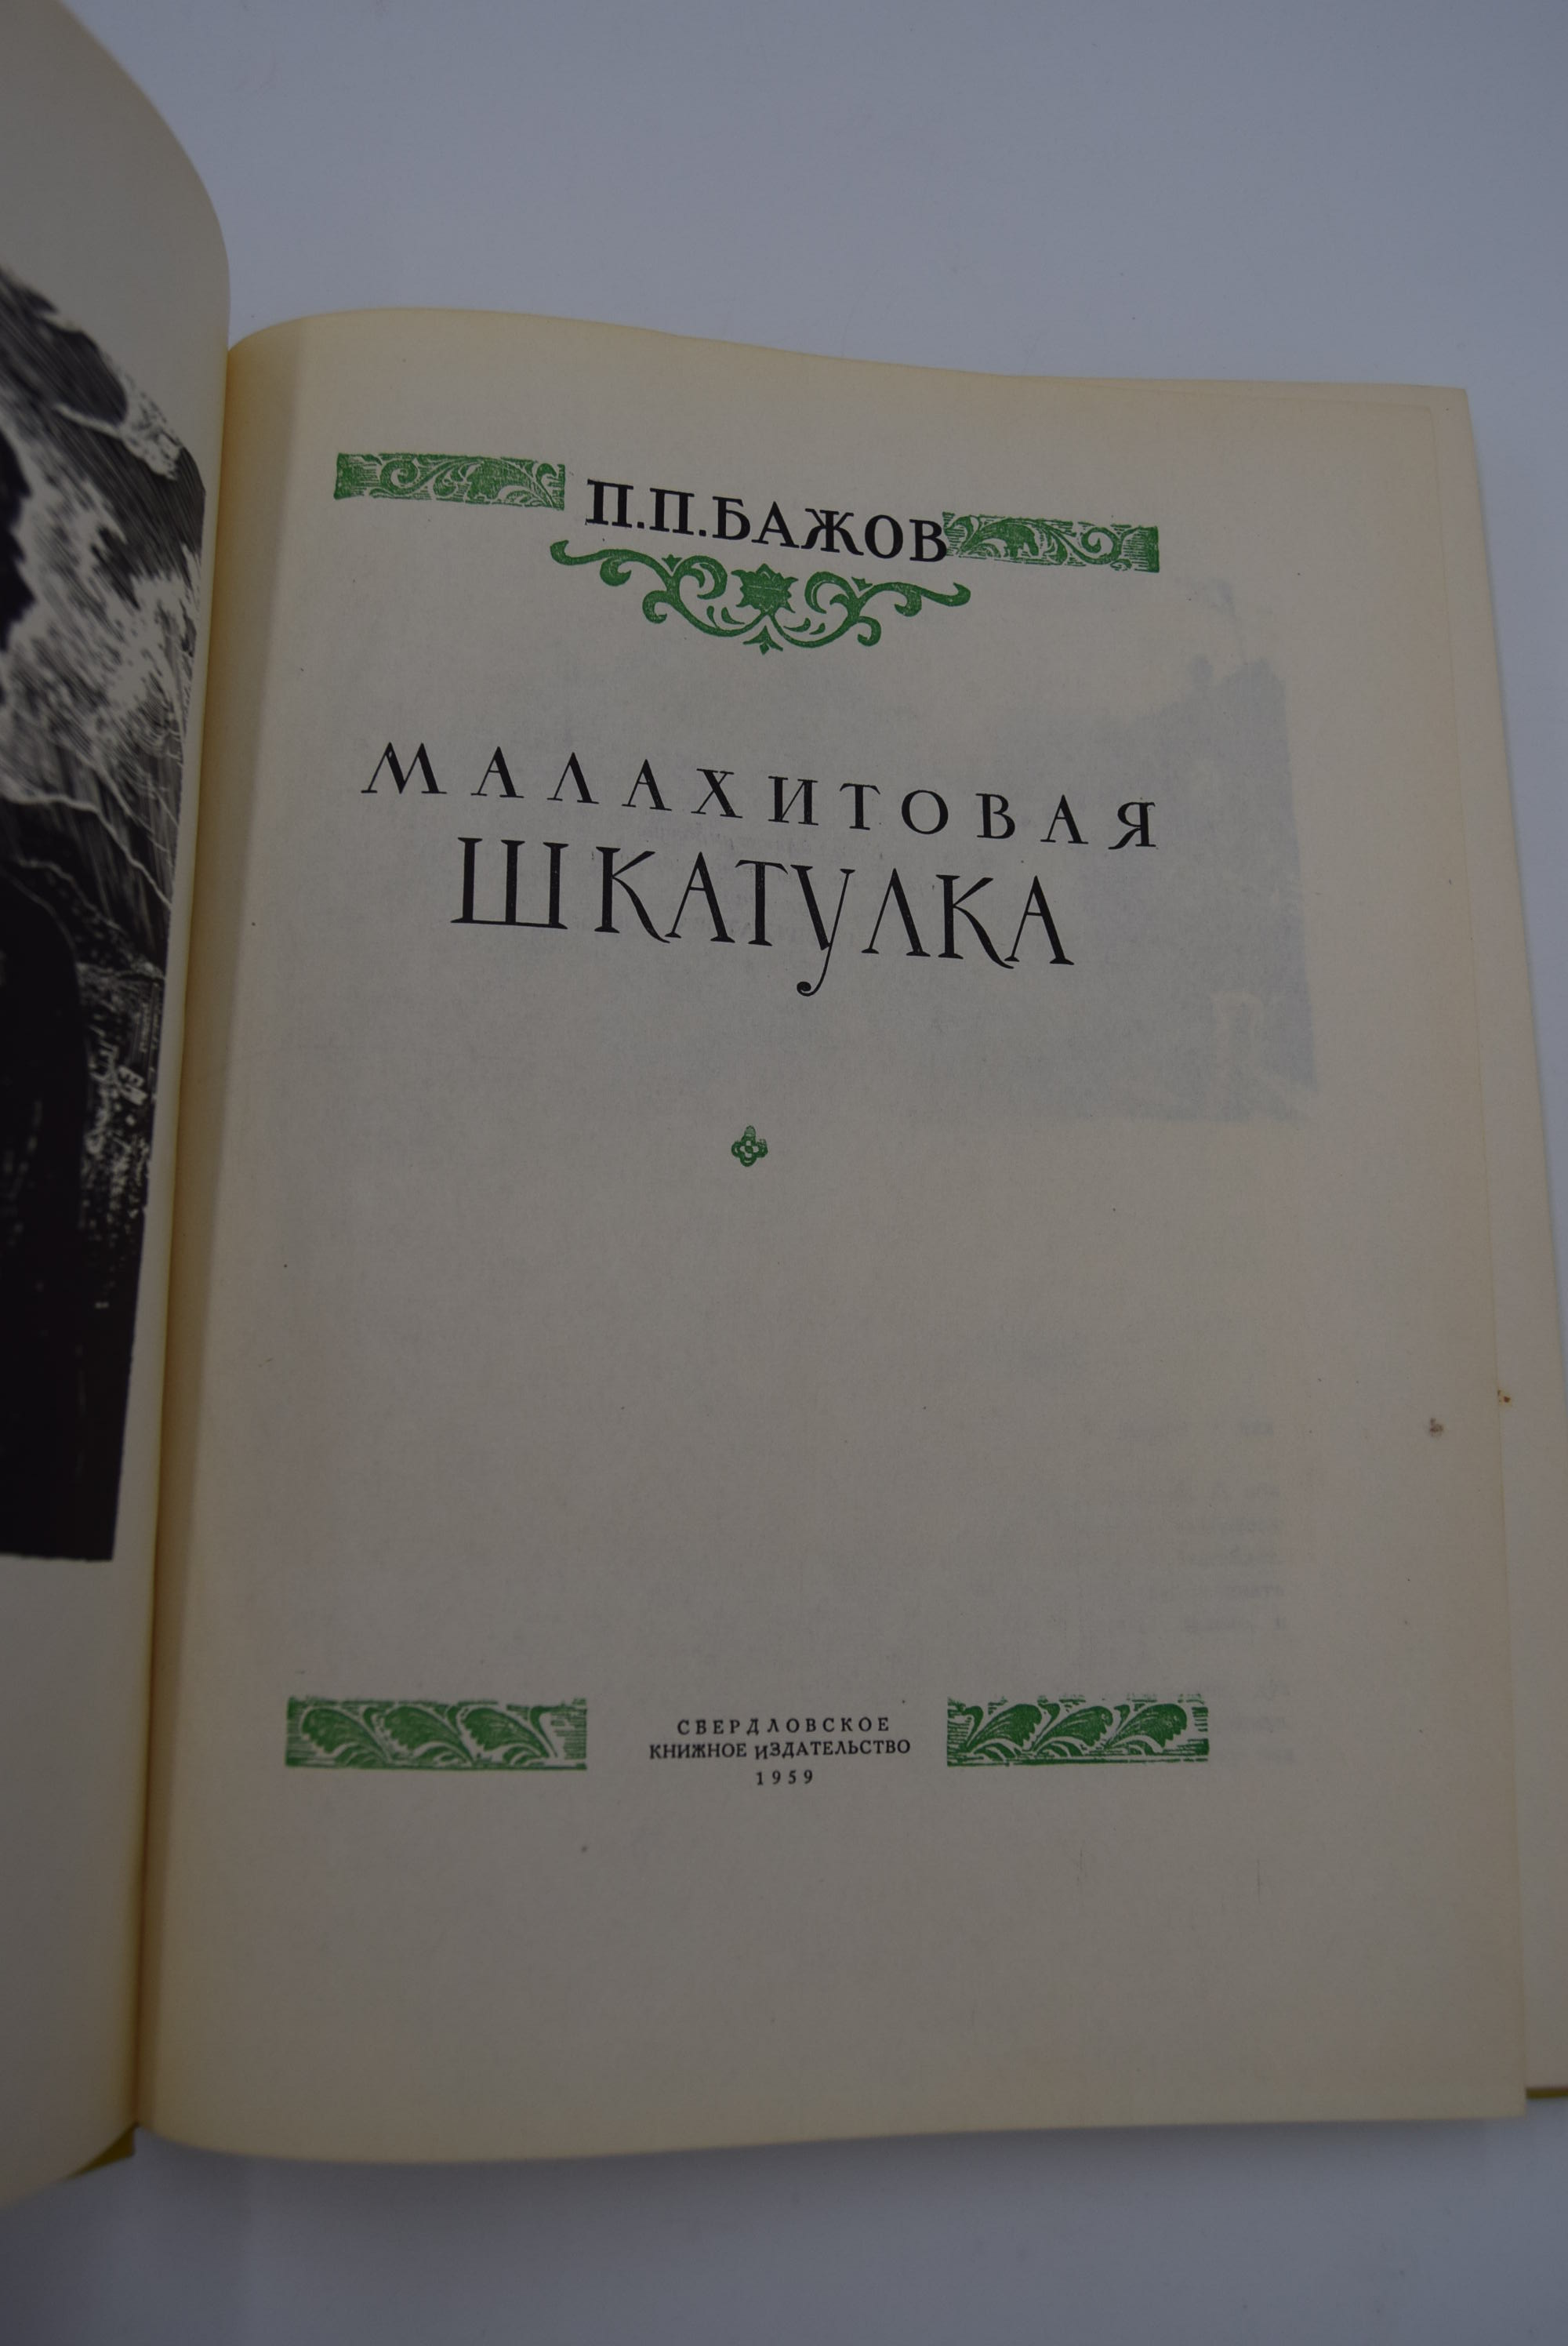 П.П.БАЖОВ
МАЛАХИТОВАЯ
ШКАТУЛКА
СВЕРДЛОВСКОЕ
КНИЖНОЕ ИЗДАТЕЛЬСТВО
1959